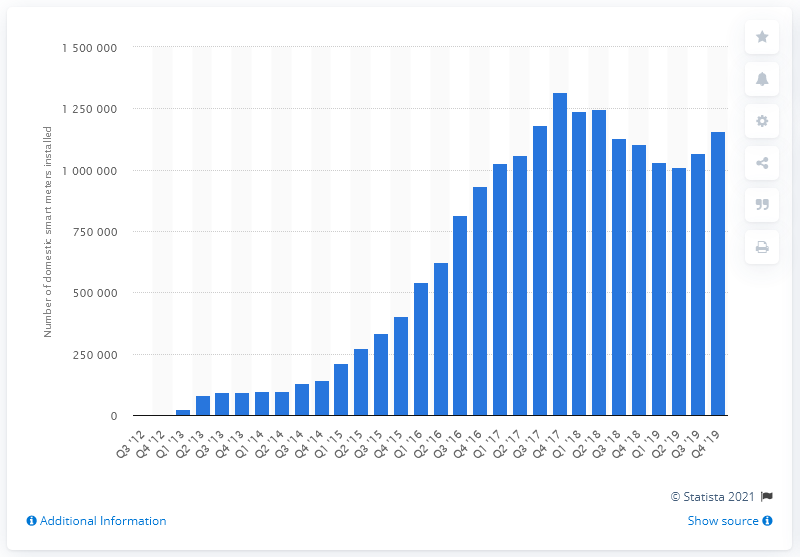 1 500 000
1 250 000
1 000 000
750 000
500 000
250 000
0
Number of domestic smart meters installed
Q3 '12
Q4 '12
Q1 '13
Q2 '13
Q3 '13
Q4 '13
Q1 '14
Q2 '14
Q3 '14
Q4 '14
Q1 '15
Q2 '15
Q3 '15
Q4 '15
Q1 '16
Q2 '16
Q3 '16
Q4 '16
Q1 '17
Q2 '17
Q3 '17
Q4 '17
Q1 '18
Q2 '18
Q3 '18
Q4 '18
Q1 '19
Q2 '19
Q3 '19
Q4 '19
© Statista 2021
Additional Information
Show source